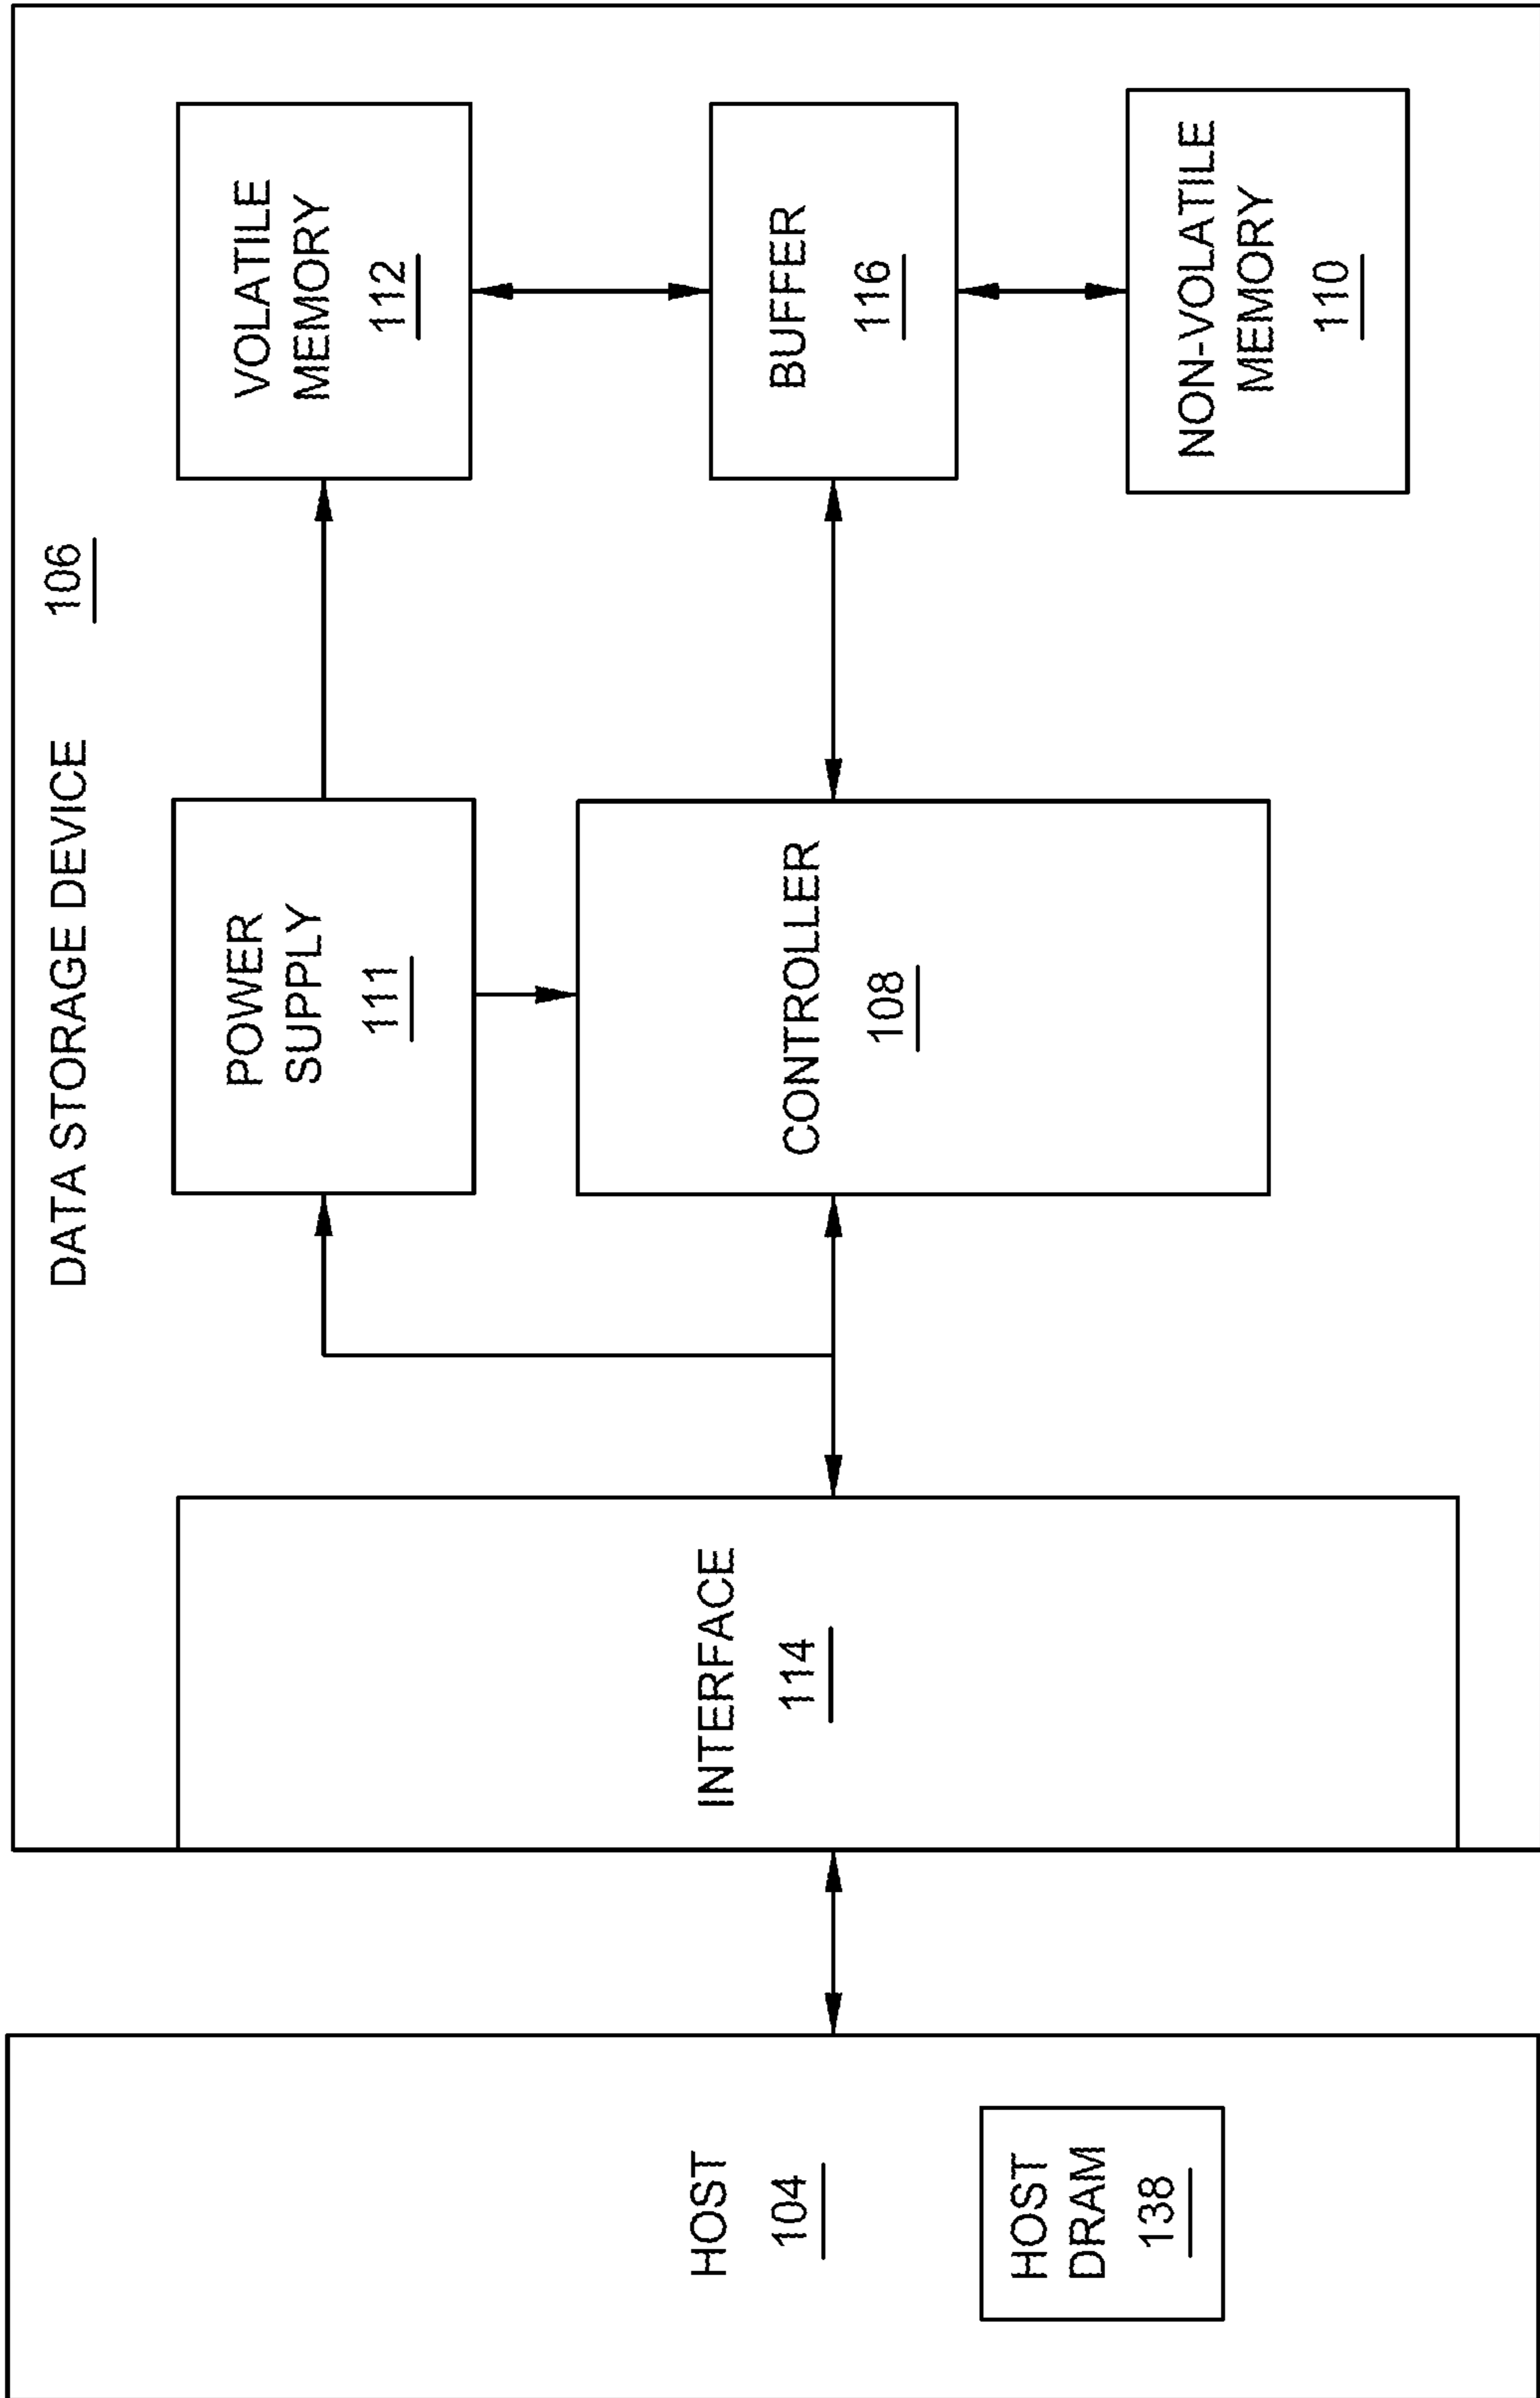 DATA STORAGE DEVICE 106
HOST
104
HOST
DRAM
138
INTERFACE
114
POWER
SUPPLY
111
CONTROLLER
108
VOLATILE
MEMORY
112
BUFFER
116
NON-VOLATILE
MEMORY
110